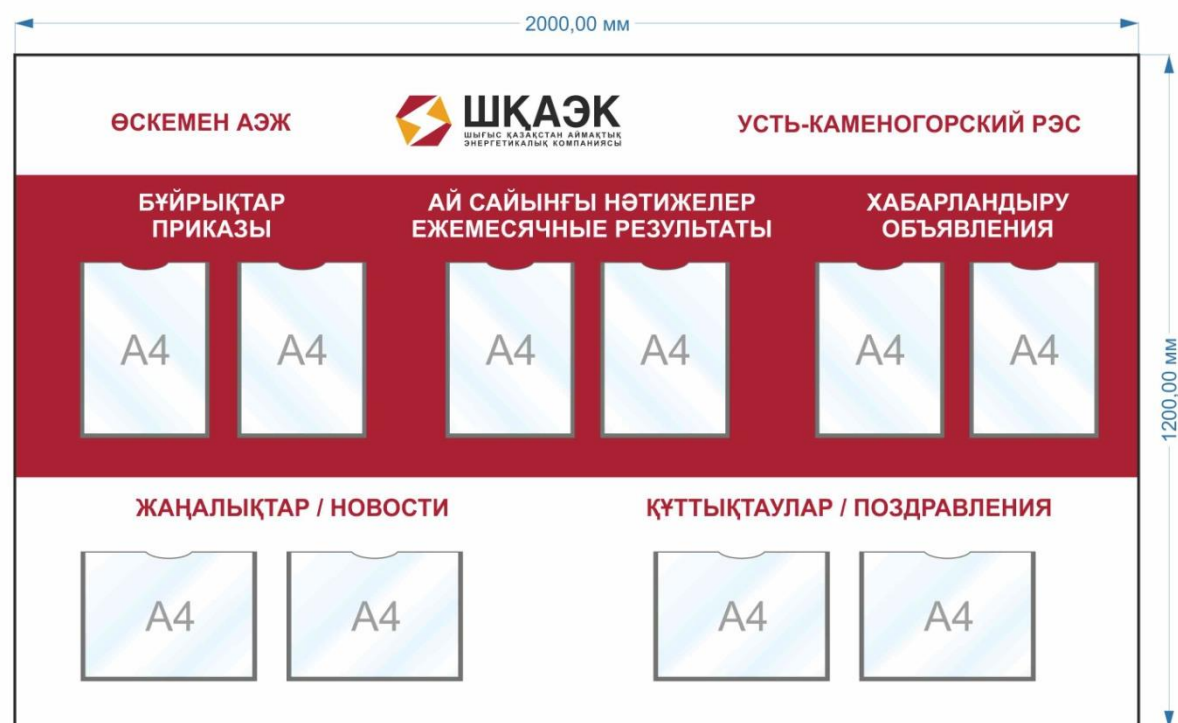 2000,00 мм
ӨСКЕМЕН АЭЖ
ШҚАЭК
ШЫҒЫС ҚАЗАҚСТАН АЙМАҚТЫҚ
ЭНЕРГЕТИКАЛЫҚ КОМПАНИЯСЫ
УСТЬ-КАМЕНОГОРСКИЙ РЭС
БҰЙРЫҚТАР
ПРИКАЗЫ
АЙ САЙЫНҒЫ НӘТИЖЕЛЕР
ЕЖЕМЕСЯЧНЫЕ РЕЗУЛЬТАТЫ
ХАБАРЛАНДЫРУ
ОБЪЯВЛЕНИЯ
А4
А4
А4
А4
А4
А4
1200,00 мм
ЖАҢАЛЫҚТАР / НОВОСТИ
ҚҰТТЫҚТАУЛАР / ПОЗДРАВЛЕНИЯ
А4
А4
А4
А4